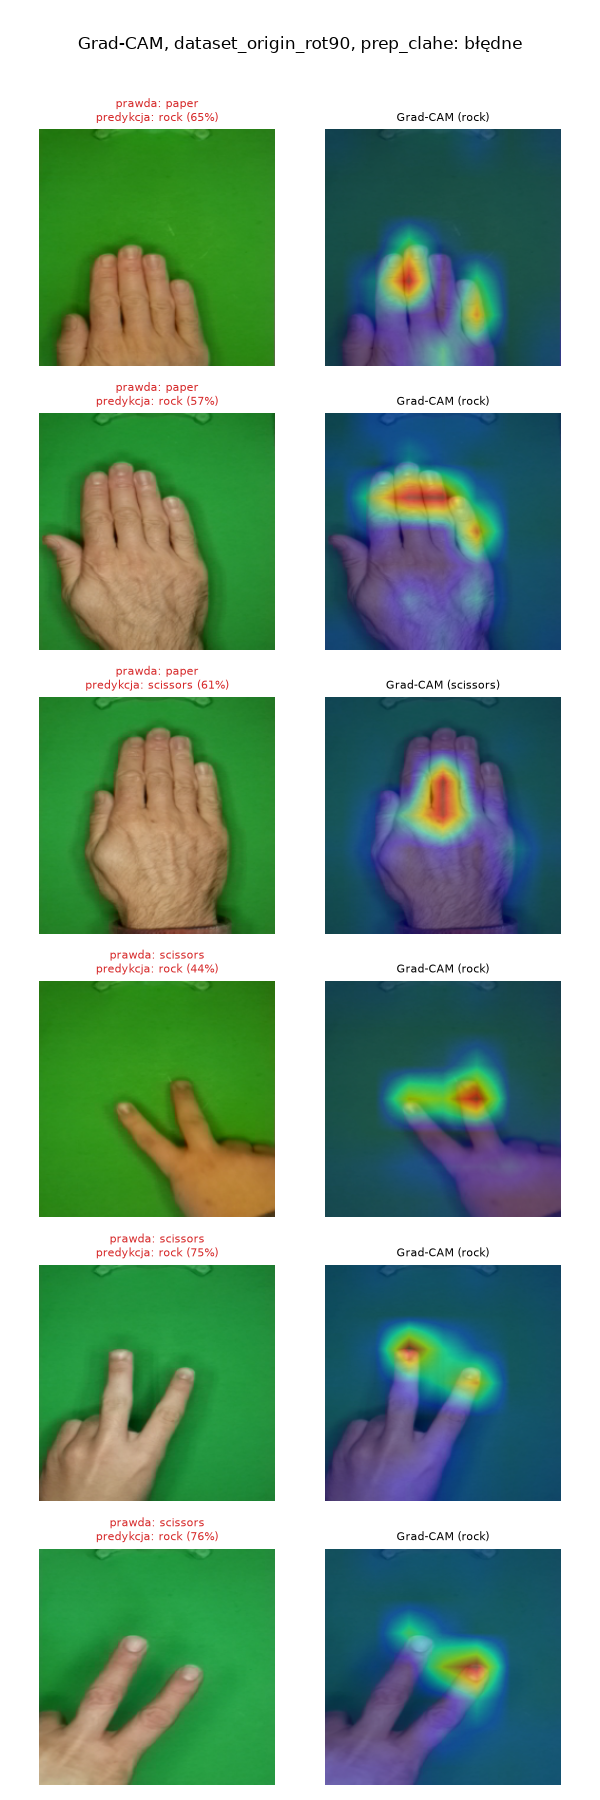 Grad-CAM, dataset_origin_rot90, prep_clahe: błędne
prawda: paper
predykcja: rock (65%)
Grad-CAM (rock)
prawda: paper
predykcja: rock (57%)
Grad-CAM (rock)
prawda: paper
predykcja: scissors (61%)
Grad-CAM (scissors)
prawda: scissors
predykcja: rock (44%)
Grad-CAM (rock)
prawda: scissors
predykcja: rock (75%)
Grad-CAM (rock)
prawda: scissors
predykcja: rock (76%)
Grad-CAM (rock)